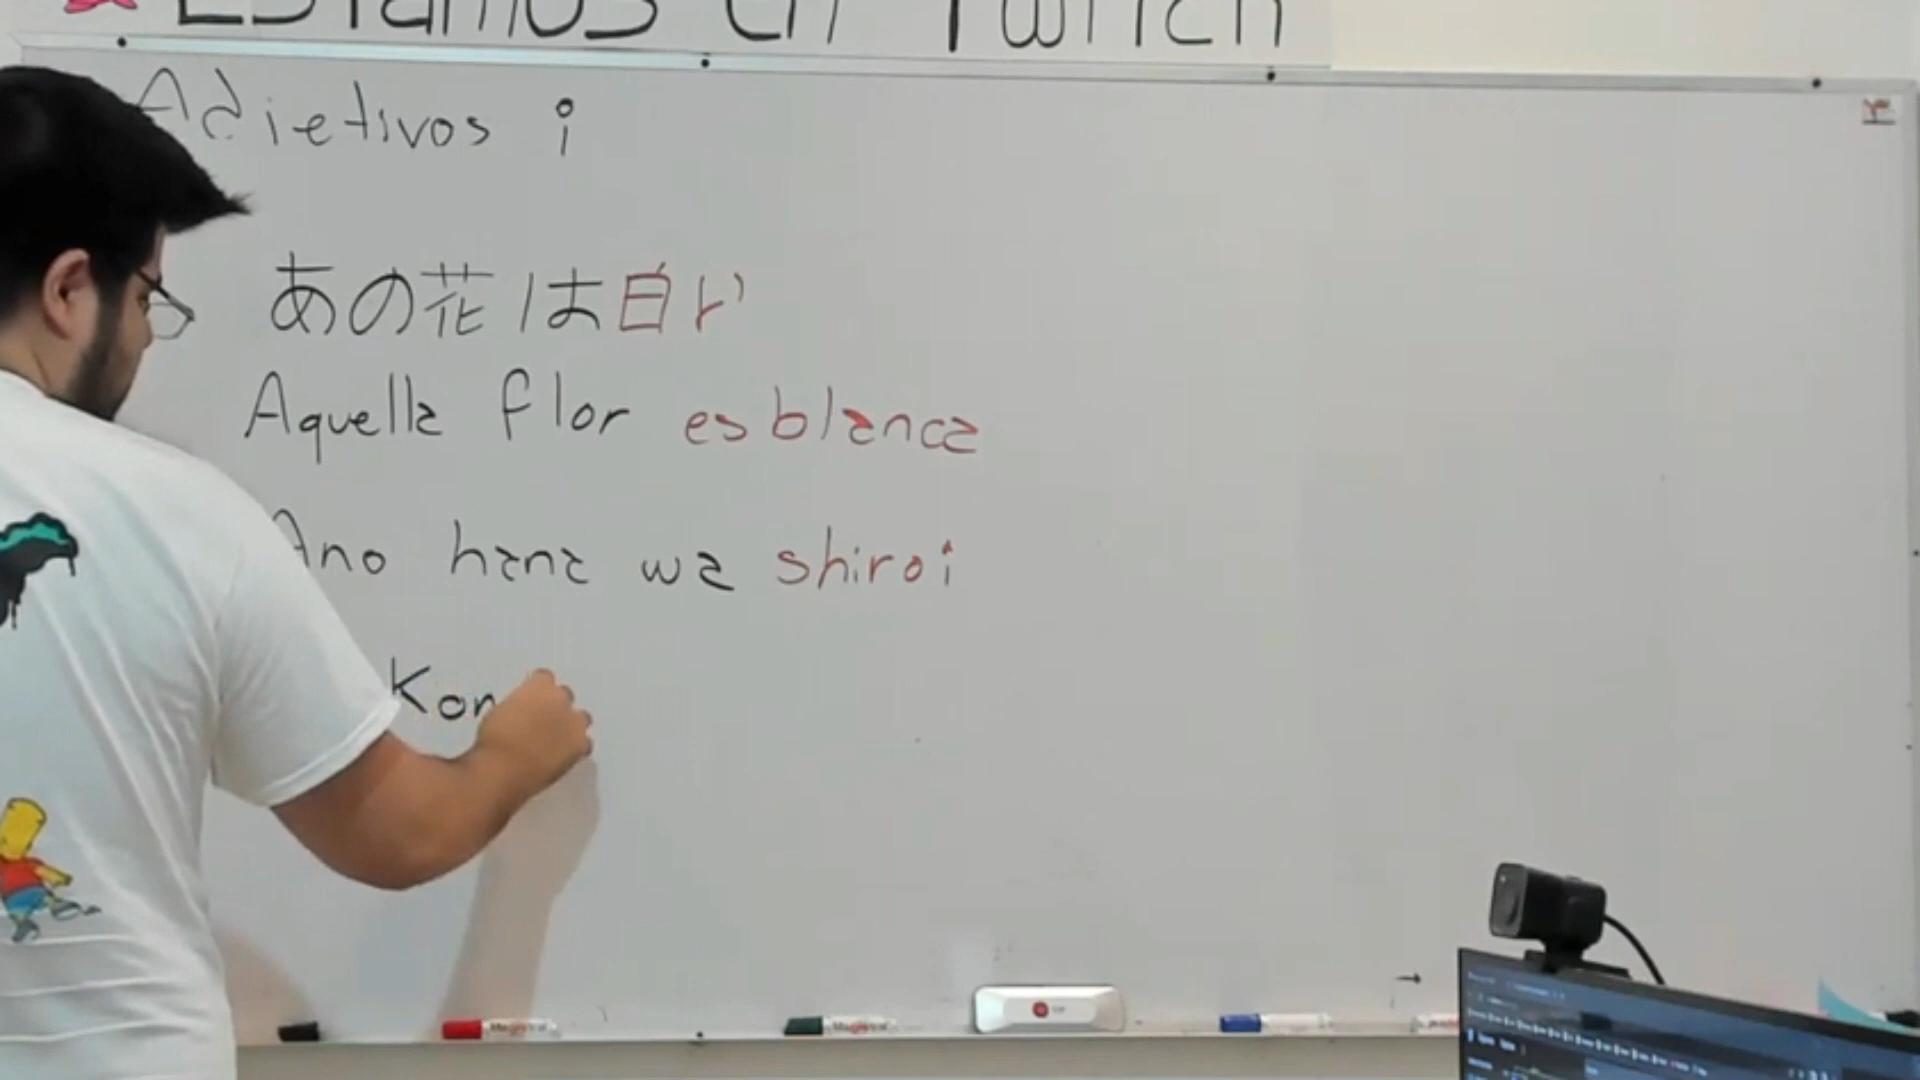 Estamos en Twitch
Adjetivos i
あの花は白い
Aquella flor es blanca
Ano hana wa shiroi
Kon